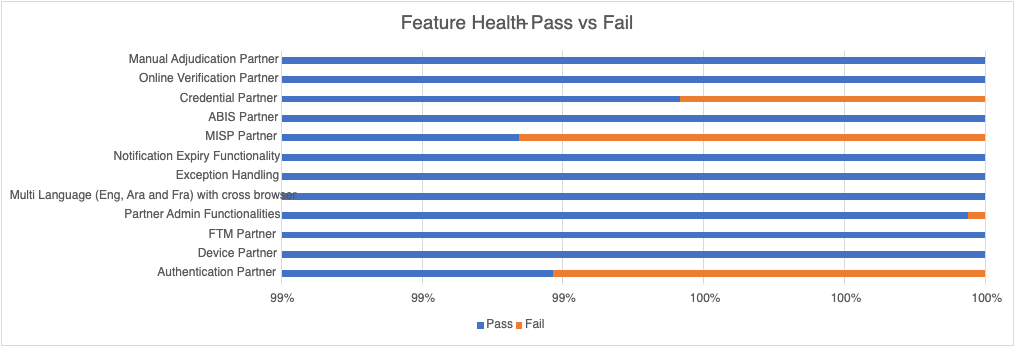 Feature Health - Pass vs Fail
Manual Adjudication Partner
Online Verification Partner
Credential Partner
ABIS Partner
MISP Partner
Notification Expiry Functionality
Exception Handling
Multi Language (Eng, Ara and Fra) with cross browser
Partner Admin Functionalities
FTM Partner
Device Partner
Authentication Partner
99% 99% 99% 100% 100% 100%
Pass Fail